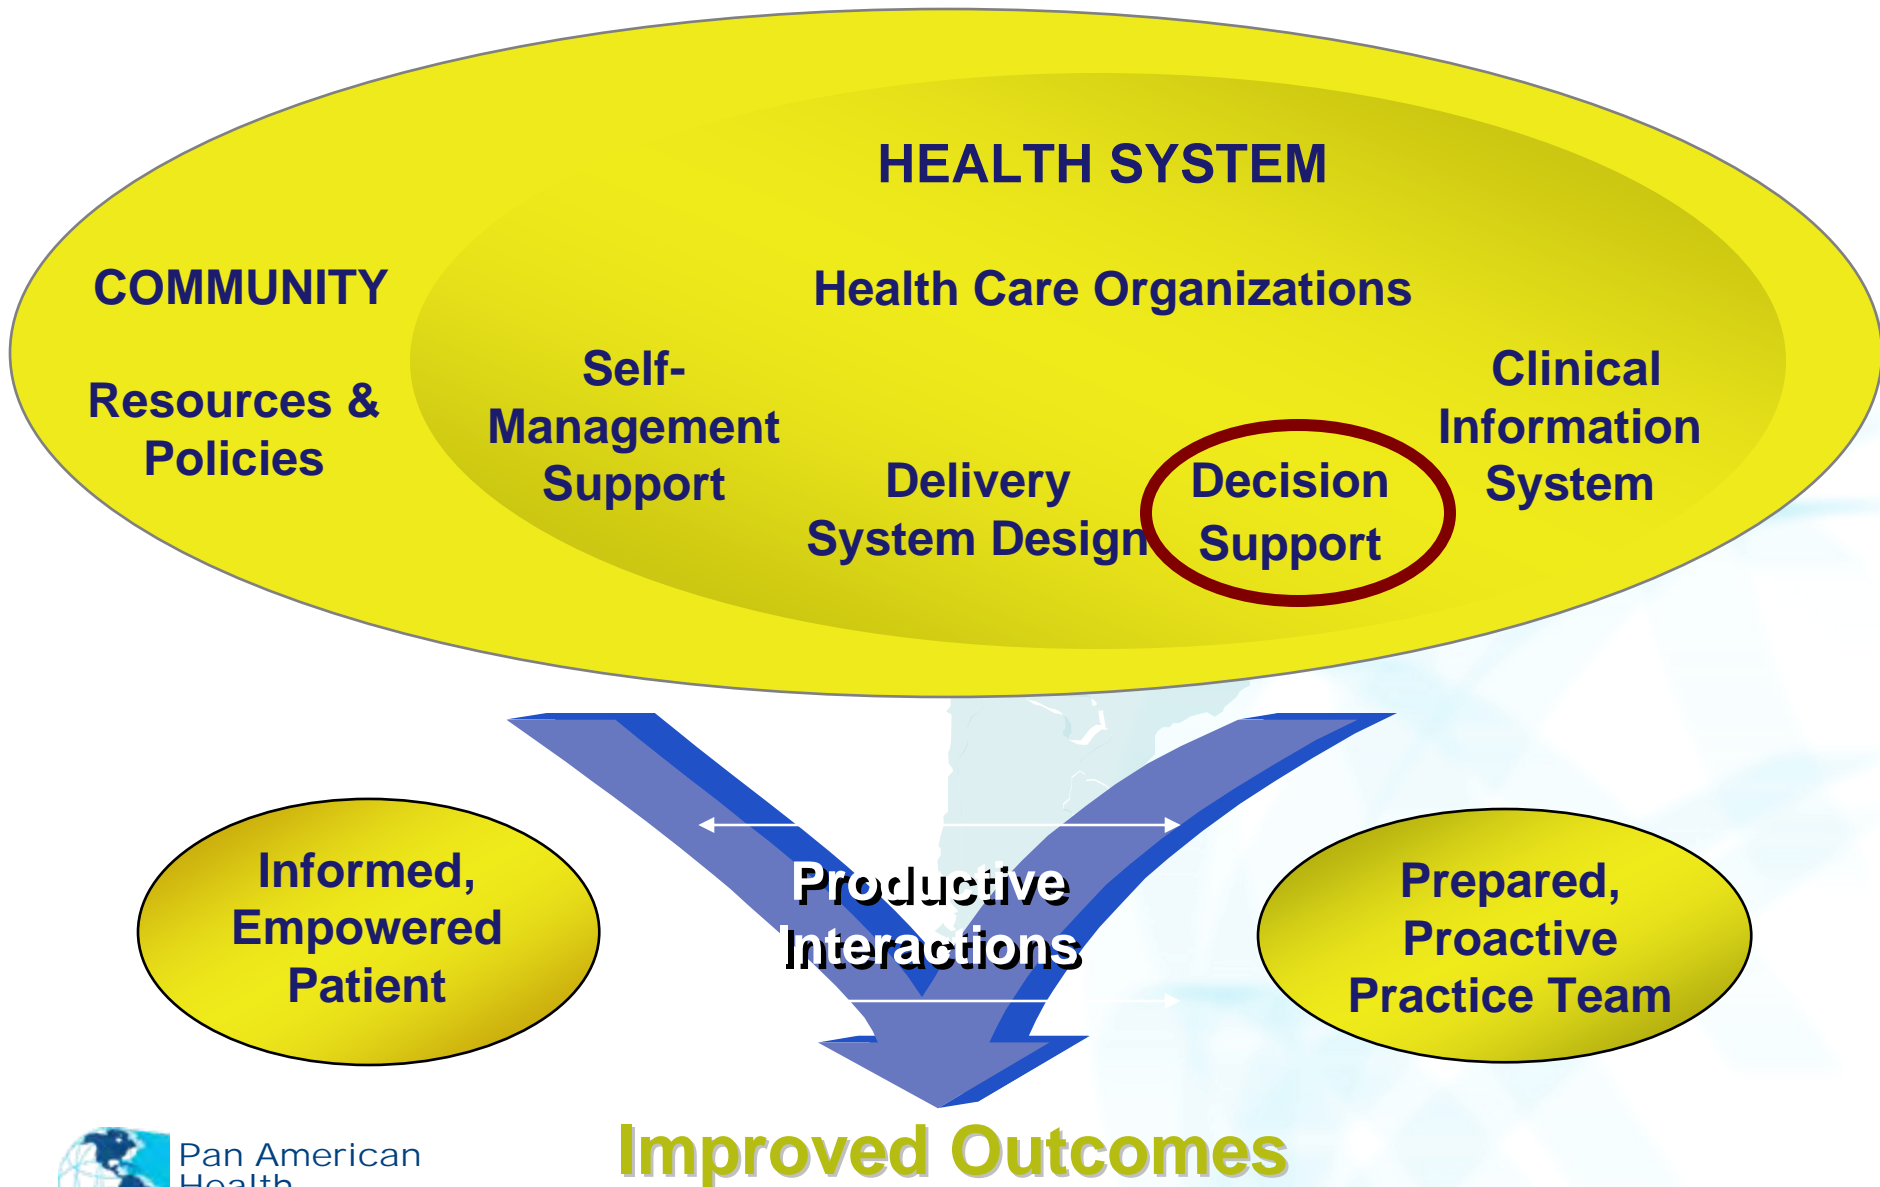 HEALTH SYSTEM
COMMUNITY
Health Care Organizations
Resources &
Policies
Self-
Management
Support
Delivery
System Design
Decision
Support
Clinical
Information
System
Informed,
Empowered
Patient
Productive
Interactions
Prepared,
Proactive
Practice Team
Improved Outcomes
Pan American
Health